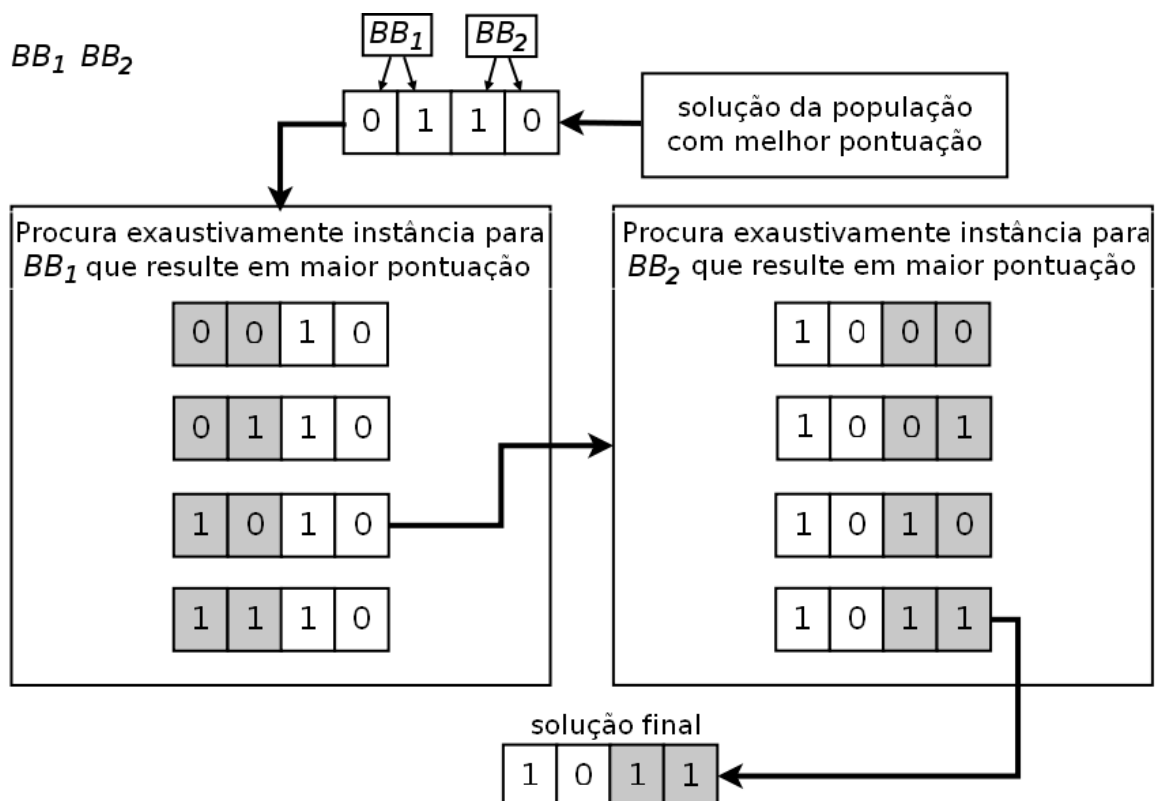 BB1 BB2
BB1 BB2
0 1 1 0
solução da população
com melhor pontuação
Procura exaustivamente instância para
BB1 que resulte em maior pontuação
0 0 1 0
0 1 1 0
1 0 1 0
1 1 1 0
Procura exaustivamente instância para
BB2 que resulte em maior pontuação
1 0 0 0
1 0 0 1
1 0 1 0
1 0 1 1
solução final
1 0 1 1